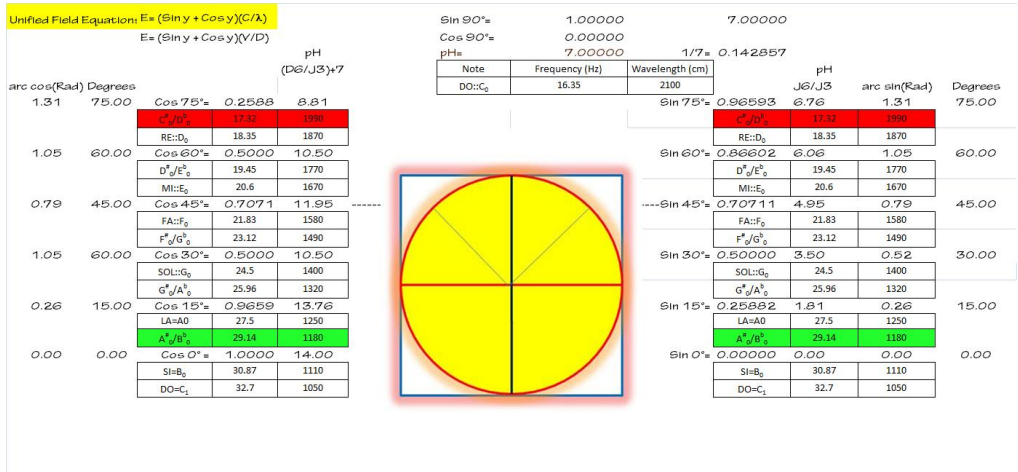 Unified Field Equation: E= (Sin y + Cos y)(C/λ) Sin 90°= 1.00000 7.00000
E= (Sin y + Cos y)(V/D) Cos 90°= 0.00000
pH pH= 7.00000 1/7= 0.142857
(D6/J3)+7 Note Frequency (Hz) Wavelength (cm) pH
arc cos(Rad) Degrees DO::C₀ 16.35 2100 J6/J3 arc sin(Rad) Degrees
1.31 75.00 Cos 75°= 0.2588 8.81 Sin 75°= 0.96593 6.76 1.31 75.00
C#₀/Db₀ 17.32 1990 C#₀/Db₀ 17.32 1990
RE::D₀ 18.35 1870 RE::D₀ 18.35 1870
1.05 60.00 Cos 60°= 0.5000 10.50 Sin 60°= 0.86602 6.06 1.05 60.00
D#₀/Eb₀ 19.45 1770 D#₀/Eb₀ 19.45 1770
MI::E₀ 20.6 1670 MI::E₀ 20.6 1670
0.79 45.00 Cos 45°= 0.7071 11.95 ------ ----Sin 45°= 0.70711 4.95 0.79 45.00
FA::F₀ 21.83 1580 FA::F₀ 21.83 1580
F#₀/Gb₀ 23.12 1490 F#₀/Gb₀ 23.12 1490
1.05 60.00 Cos 30°= 0.5000 10.50 Sin 30°= 0.50000 3.50 0.52 30.00
SOL::G₀ 24.5 1400 SOL::G₀ 24.5 1400
G#₀/Ab₀ 25.96 1320 G#₀/Ab₀ 25.96 1320
0.26 15.00 Cos 15°= 0.9659 13.76 Sin 15°= 0.25882 1.81 0.26 15.00
LA=A0 27.5 1250 LA=A0 27.5 1250
A#₀/Bb₀ 29.14 1180 A#₀/Bb₀ 29.14 1180
0.00 0.00 Cos 0°= 1.0000 14.00 Sin 0°= 0.00000 0.00 0.00 0.00
SI=B₀ 30.87 1110 SI=B₀ 30.87 1110
DO=C₁ 32.7 1050 DO=C₁ 32.7 1050